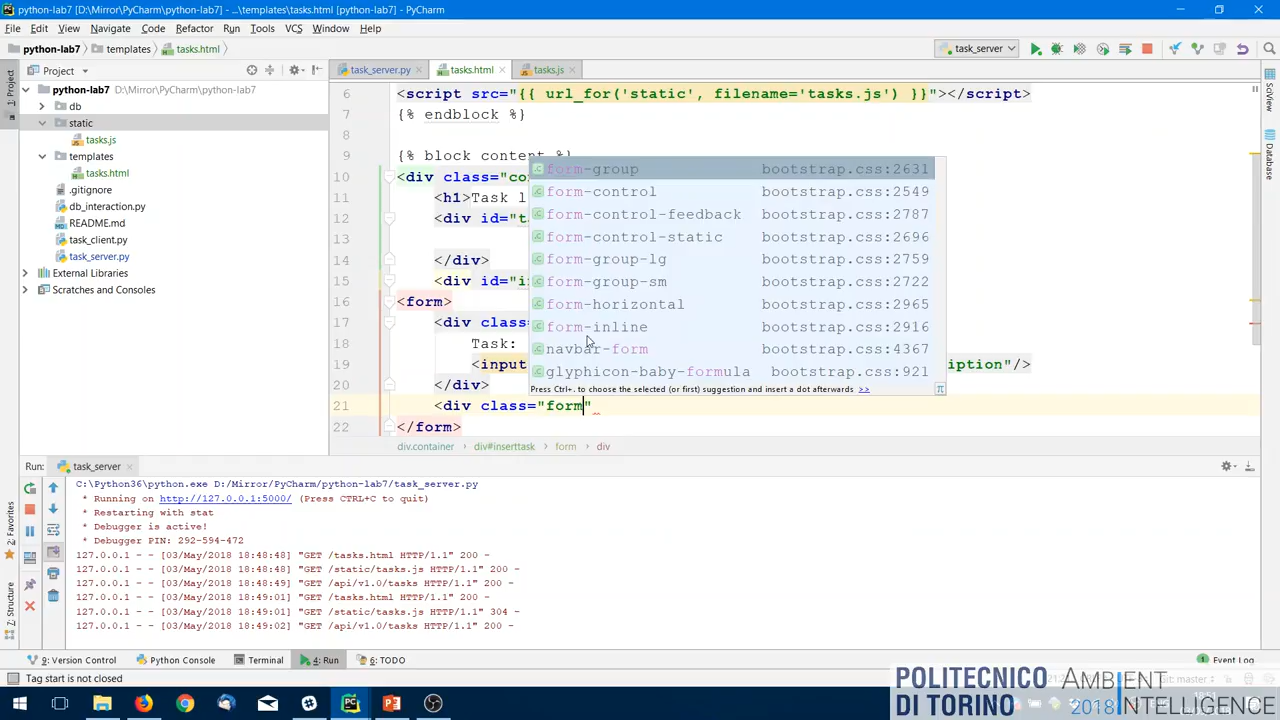 python-lab7 [D:\Mirror\PyCharm\python-lab7] - ...\templates\tasks.html [python-lab7] - PyCharm
File Edit View Navigate Code Refactor Run Tools VCS Window Help
python-lab7 templates tasks.html task_server
Project task_server.py tasks.html tasks.js
1: Project
python-lab7 D:\Mirror\PyCharm\python-lab7
db
static
tasks.js
templates
tasks.html
.gitignore
db_interaction.py
README.md
task_client.py
task_server.py
External Libraries
Scratches and Consoles
6 <script src="{{ url_for('static', filename='tasks.js') }}"></script>
7 {% endblock %}
8
9 {% block content %}
10 <div class="con
11 <h1>Task l
12 <div id="ta
13
14 </div>
15 <div id="in
16 <form>
17 <div class=
18 Task:
19 <input iption"/>
20 </div>
21 <div class="form"
22 </form>
form-group bootstrap.css:2631
form-control bootstrap.css:2549
form-control-feedback bootstrap.css:2787
form-control-static bootstrap.css:2696
form-group-lg bootstrap.css:2759
form-group-sm bootstrap.css:2722
form-horizontal bootstrap.css:2965
form-inline bootstrap.css:2916
navbar-form bootstrap.css:4367
glyphicon-baby-formula bootstrap.css:921
Press Ctrl+. to choose the selected (or first) suggestion and insert a dot afterwards >>
div.container div#inserttask form div
SciView
Database
Run: task_server
C:\Python36\python.exe D:/Mirror/PyCharm/python-lab7/task_server.py
* Running on http://127.0.0.1:5000/ (Press CTRL+C to quit)
* Restarting with stat
* Debugger is active!
* Debugger PIN: 292-594-472
127.0.0.1 - - [03/May/2018 18:48:48] "GET /tasks.html HTTP/1.1" 200 -
127.0.0.1 - - [03/May/2018 18:48:48] "GET /static/tasks.js HTTP/1.1" 200 -
127.0.0.1 - - [03/May/2018 18:48:49] "GET /api/v1.0/tasks HTTP/1.1" 200 -
127.0.0.1 - - [03/May/2018 18:49:01] "GET /tasks.html HTTP/1.1" 200 -
127.0.0.1 - - [03/May/2018 18:49:01] "GET /static/tasks.js HTTP/1.1" 304 -
127.0.0.1 - - [03/May/2018 18:49:02] "GET /api/v1.0/tasks HTTP/1.1" 200 -
2: Favorites
7: Structure
9: Version Control Python Console Terminal 4: Run 6: TODO Event Log
Tag start is not closed
Git: master
POLITECNICO
DI TORINO
AMBIENT
2018 INTELLIGENCE